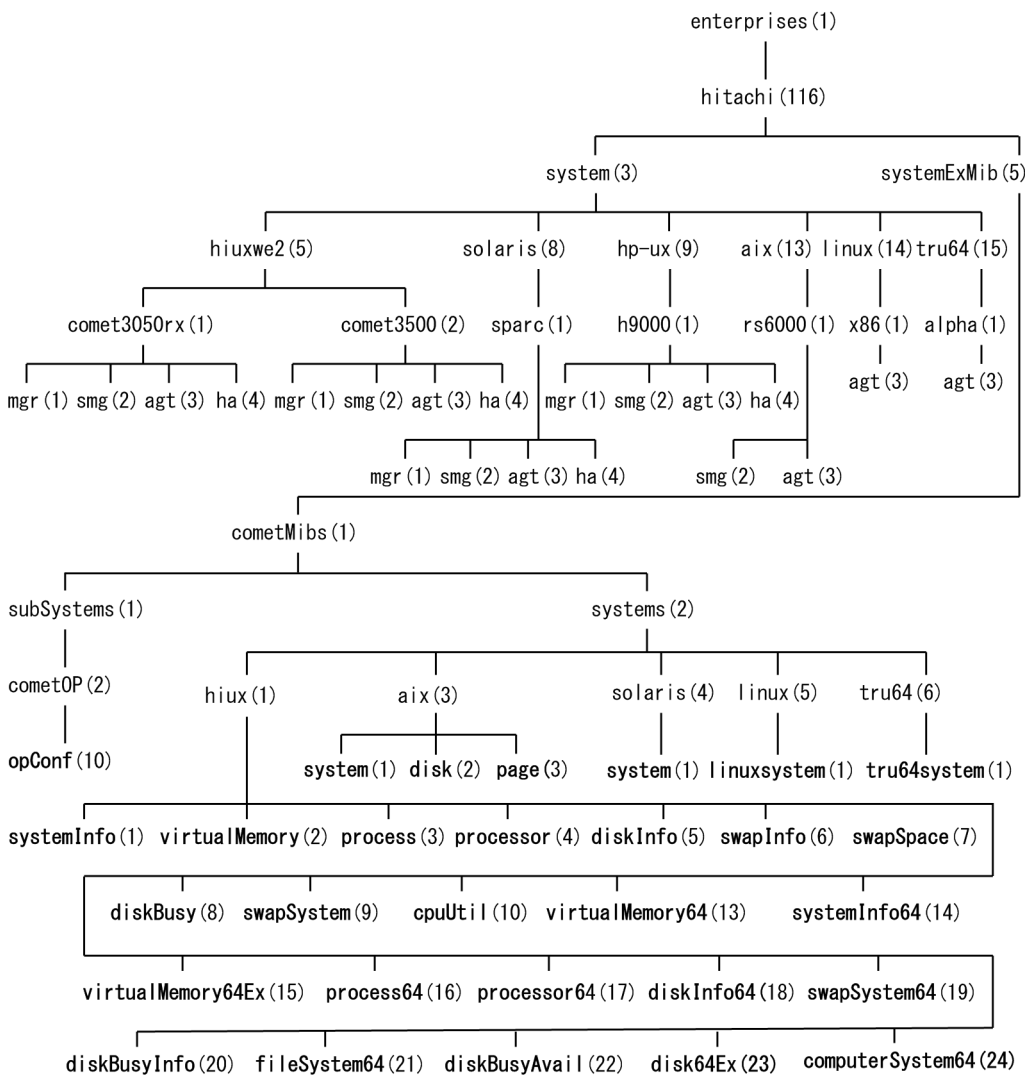 enterprises(1)
hitachi(116)
system(3) systemExMib(5)
hiuxwe2(5) solaris(8) hp-ux(9) aix(13) linux(14) tru64(15)
comet3050rx(1) comet3500(2) sparc(1) h9000(1) rs6000(1) x86(1) alpha(1)
agt(3) agt(3)
mgr(1) smg(2) agt(3) ha(4) mgr(1) smg(2) agt(3) ha(4) mgr(1) smg(2) agt(3) ha(4)
mgr(1) smg(2) agt(3) ha(4) smg(2) agt(3)
cometMibs(1)
subSystems(1) systems(2)
cometOP(2) hiux(1) aix(3) solaris(4) linux(5) tru64(6)
opConf(10) system(1) disk(2) page(3) system(1) linuxsystem(1) tru64system(1)
systemInfo(1) virtualMemory(2) process(3) processor(4) diskInfo(5) swapInfo(6) swapSpace(7)
diskBusy(8) swapSystem(9) cpuUtil(10) virtualMemory64(13) systemInfo64(14)
virtualMemory64Ex(15) process64(16) processor64(17) diskInfo64(18) swapSystem64(19)
diskBusyInfo(20) fileSystem64(21) diskBusyAvail(22) disk64Ex(23) computerSystem64(24)